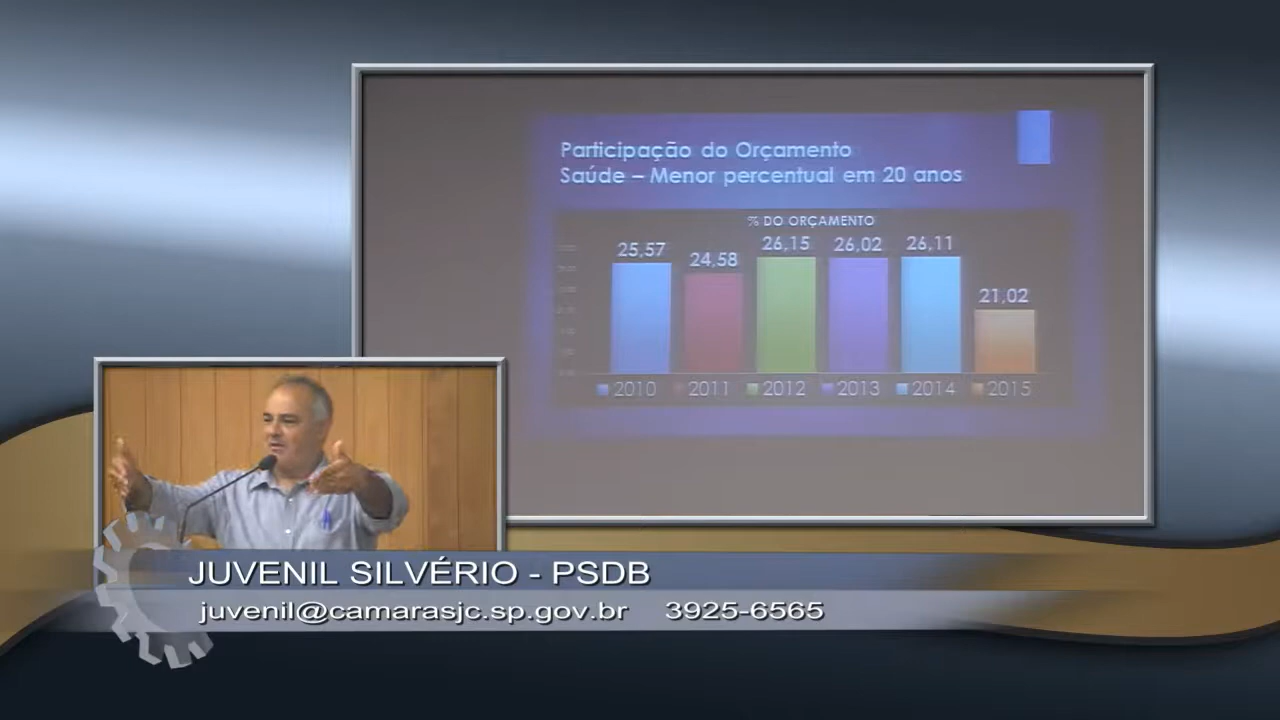 Participação do Orçamento
Saúde – Menor percentual em 20 anos
% DO ORÇAMENTO
25,57
24,58
26,15
26,02
26,11
21,02
2010
2011
2012
2013
2014
2015
JUVENIL SILVÉRIO - PSDB
juvenil@camarasjc.sp.gov.br 3925-6565